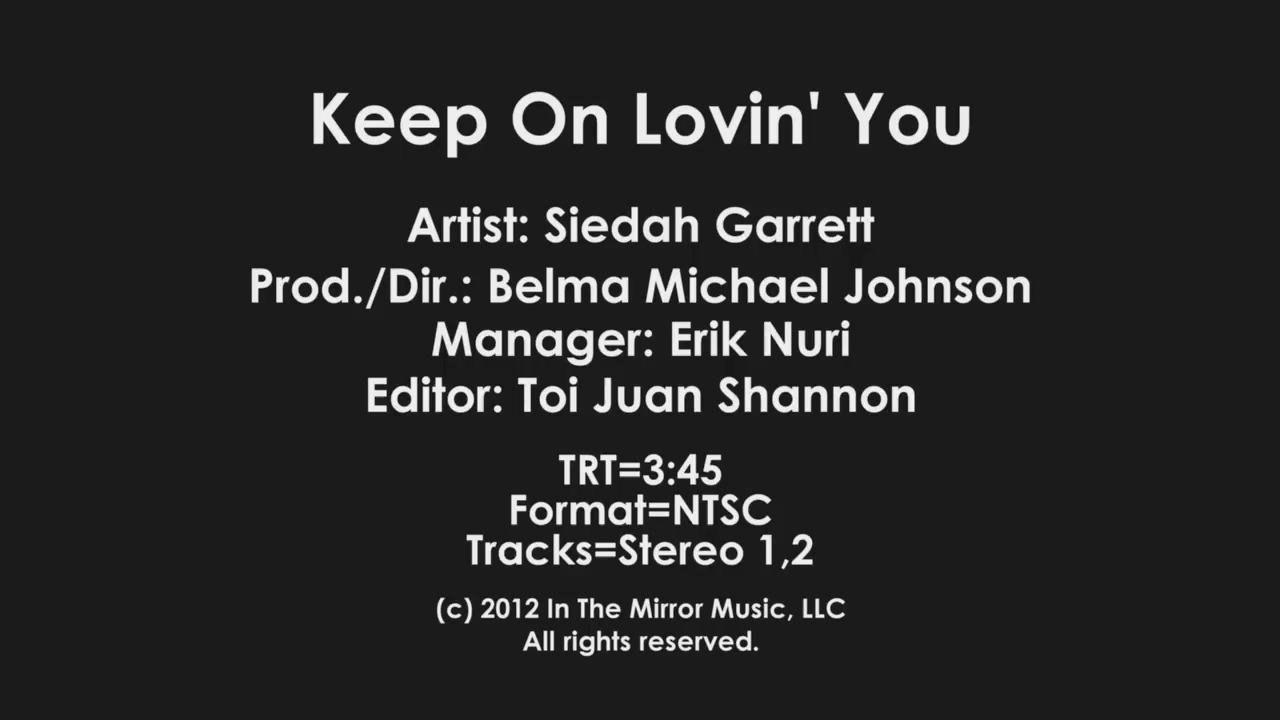 Keep On Lovin' You
Artist: Siedah Garrett
Prod./Dir.: Belma Michael Johnson
Manager: Erik Nuri
Editor: Toi Juan Shannon
TRT=3:45
Format=NTSC
Tracks=Stereo 1,2
(c) 2012 In The Mirror Music, LLC
All rights reserved.